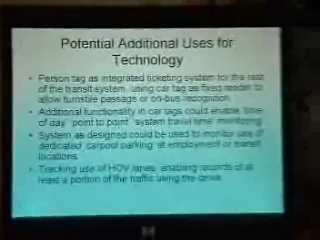 Potential Additional Uses for
Technology
• Person tag as integrated ticketing system for the rest
of the transit system, using car tag as fixed reader to
allow turnstile passage or on-bus recognition
• Additional functionality in car tags could enable 'time
of day' 'point to point' system travel time monitoring
• System as designed could be used to monitor use of
dedicated 'carpool parking' at employment or transit
locations
• Tracking use of HOV lanes, enabling records of at
least a portion of the traffic using the lanes
hp